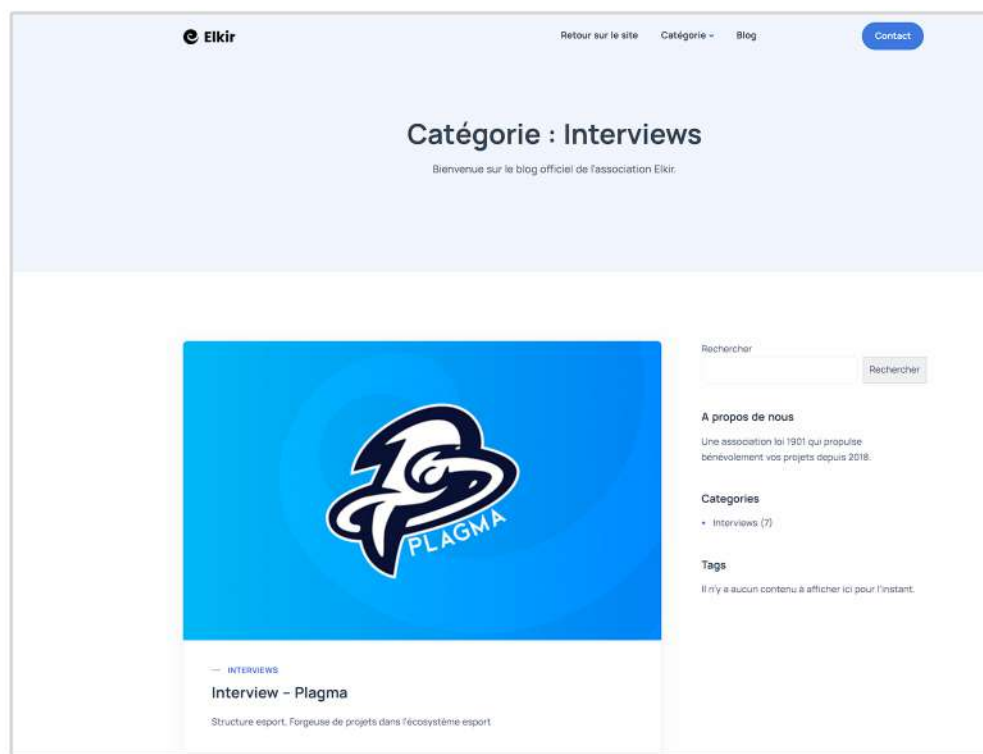 Elkir
Retour sur le site
Catégorie
Blog
Contact
Catégorie : Interviews
Bienvenue sur le blog officiel de l'association Elkir.
PLAGMA
— INTERVIEWS
Interview – Plagma
Structure esport, Forgeuse de projets dans l'écosystème esport
Rechercher
Rechercher
A propos de nous
Une association loi 1901 qui propulse
bénévolement vos projets depuis 2018.
Categories
• Interviews (7)
Tags
Il n'y a aucun contenu à afficher ici pour l'instant.